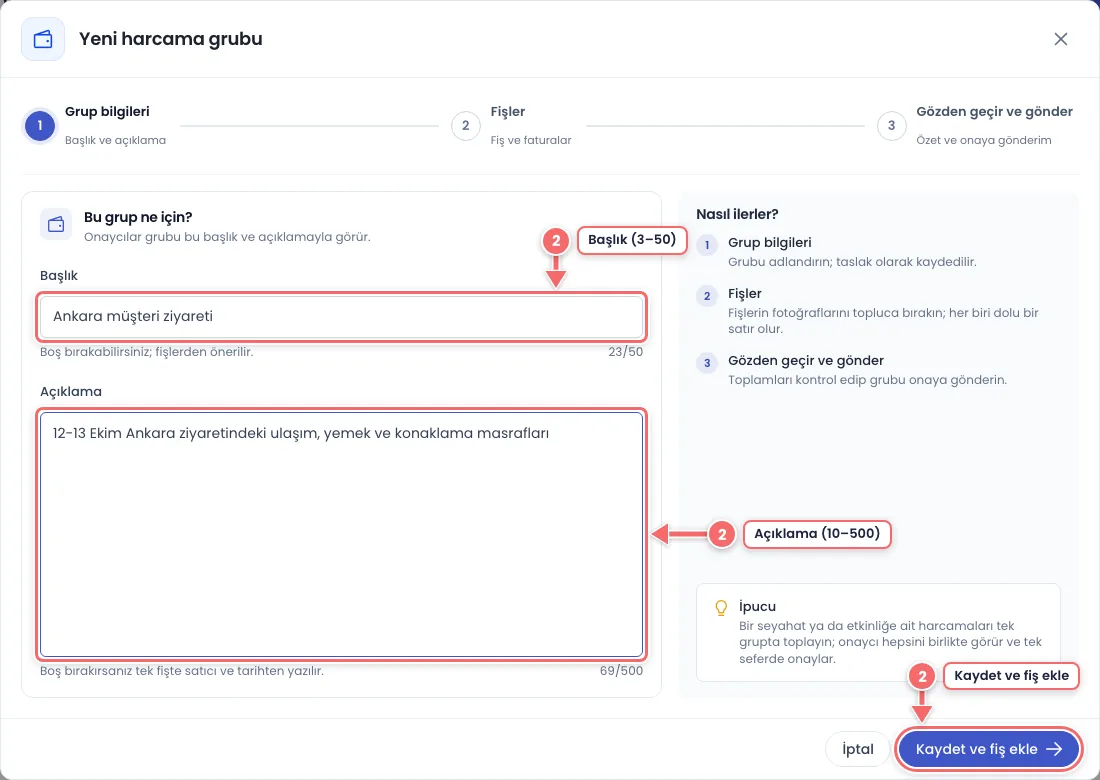 Yeni harcama grubu
1
Grup bilgileri
Başlık ve açıklama
2
Fişler
Fiş ve faturalar
3
Gözden geçir ve gönder
Özet ve onaya gönderim
Bu grup ne için?
Onaycılar grubu bu başlık ve açıklamayla görür.
2
Başlık (3–50)
Başlık
Ankara müşteri ziyareti
Boş bırakabilirsiniz; fişlerden önerilir.
23/50
Açıklama
12-13 Ekim Ankara ziyaretindeki ulaşım, yemek ve konaklama masrafları
2
Açıklama (10–500)
Boş bırakırsanız tek fişte satıcı ve tarihten yazılır.
69/500
Nasıl ilerler?
1
Grup bilgileri
Grubu adlandırın; taslak olarak kaydedilir.
2
Fişler
Fişlerin fotoğraflarını topluca bırakın; her biri dolu bir
satır olur.
3
Gözden geçir ve gönder
Toplamları kontrol edip grubu onaya gönderin.
İpucu
Bir seyahat ya da etkinliğe ait harcamaları tek
grupta toplayın; onaycı hepsini birlikte görür ve tek
seferde onaylar.
2
Kaydet ve fiş ekle
İptal
Kaydet ve fiş ekle